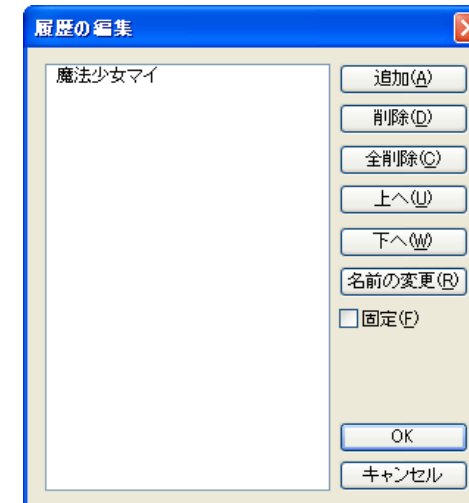 履歴の編集
魔法少女マイ
追加(A)
削除(D)
全削除(C)
上へ(U)
下へ(W)
名前の変更(R)
固定(F)
OK
キャンセル